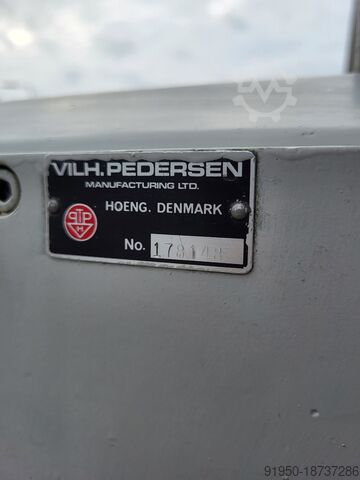 VILH. PEDERSEN
MANUFACTURING LTD.
HOENG. DENMARK
No.
91950-18737286